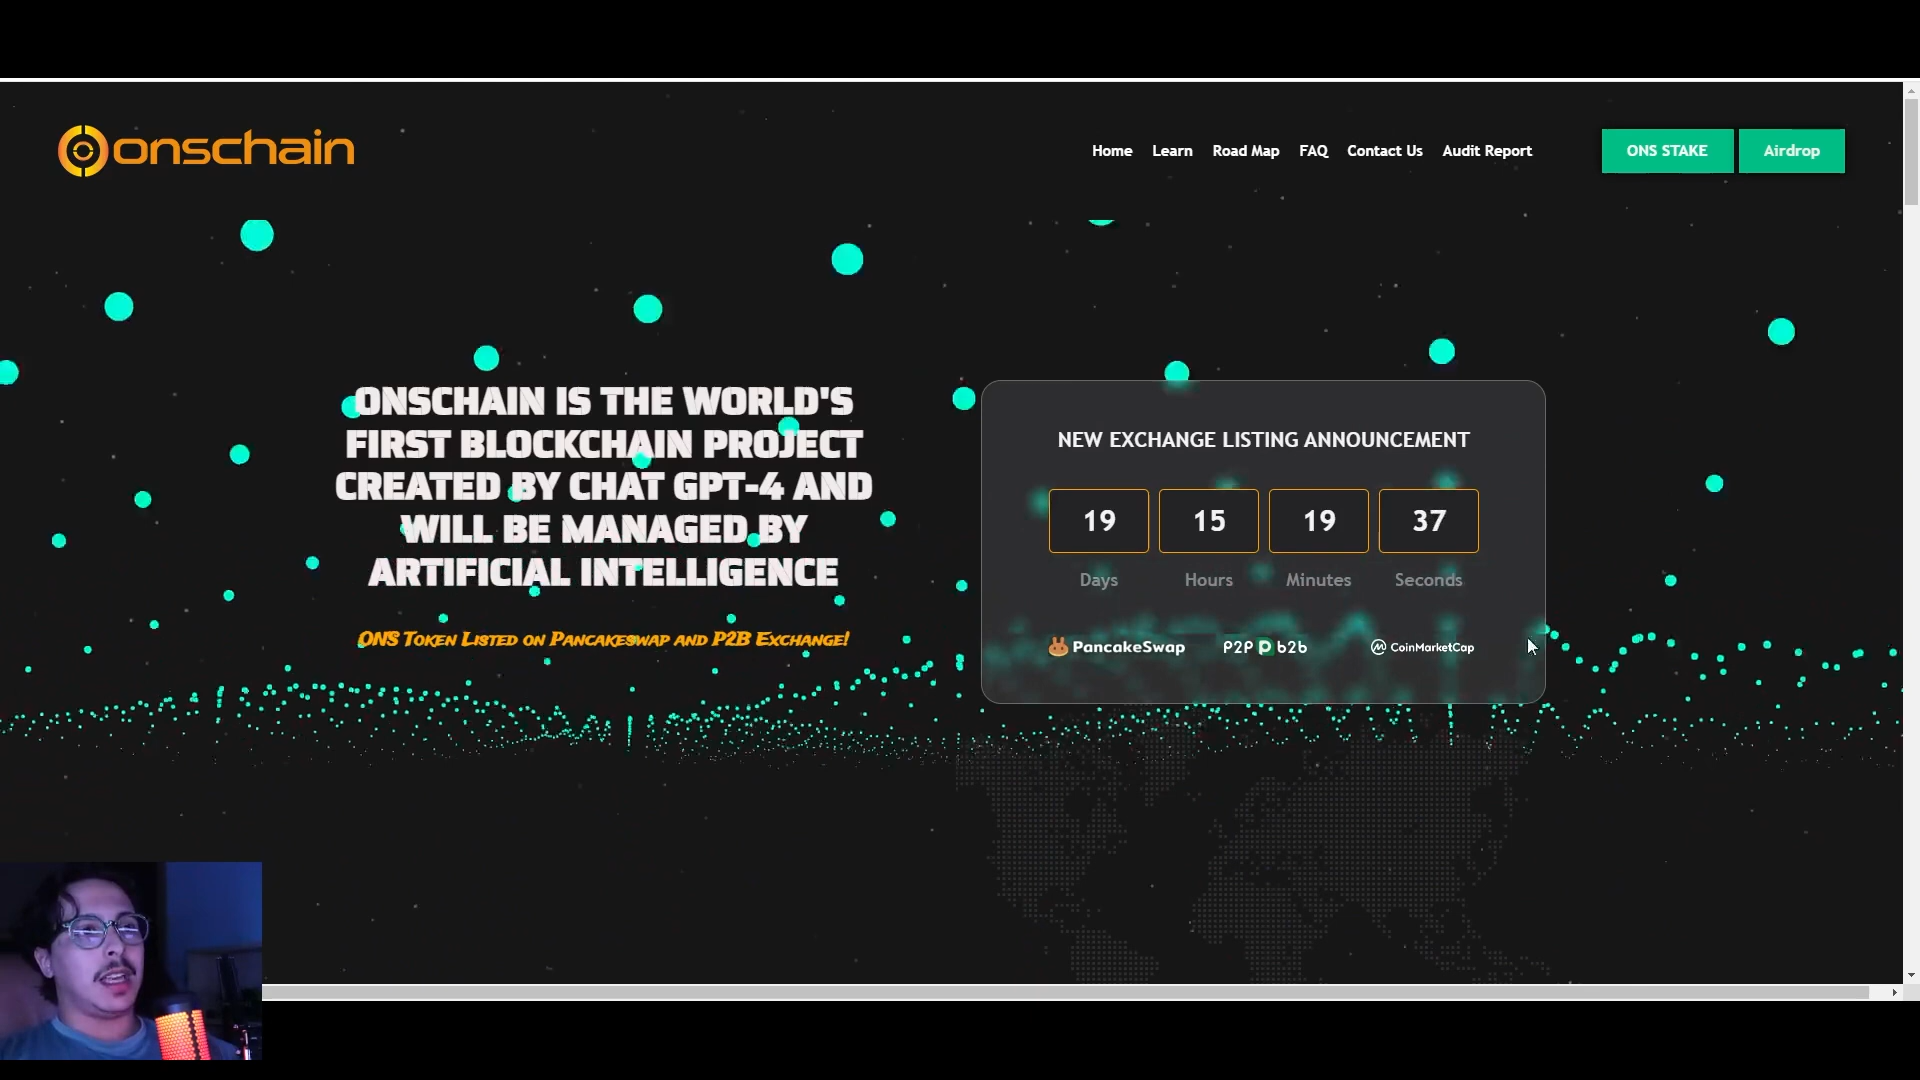 onschain
Home Learn Road Map FAQ Contact Us Audit Report ONS STAKE Airdrop
ONSCHAIN IS THE WORLD'S
FIRST BLOCKCHAIN PROJECT
CREATED BY CHAT GPT-4 AND
WILL BE MANAGED BY
ARTIFICIAL INTELLIGENCE
ONS Token Listed on Pancakeswap and P2B Exchange!
NEW EXCHANGE LISTING ANNOUNCEMENT
19 15 19 37
Days Hours Minutes Seconds
PancakeSwap P2P b2b CoinMarketCap